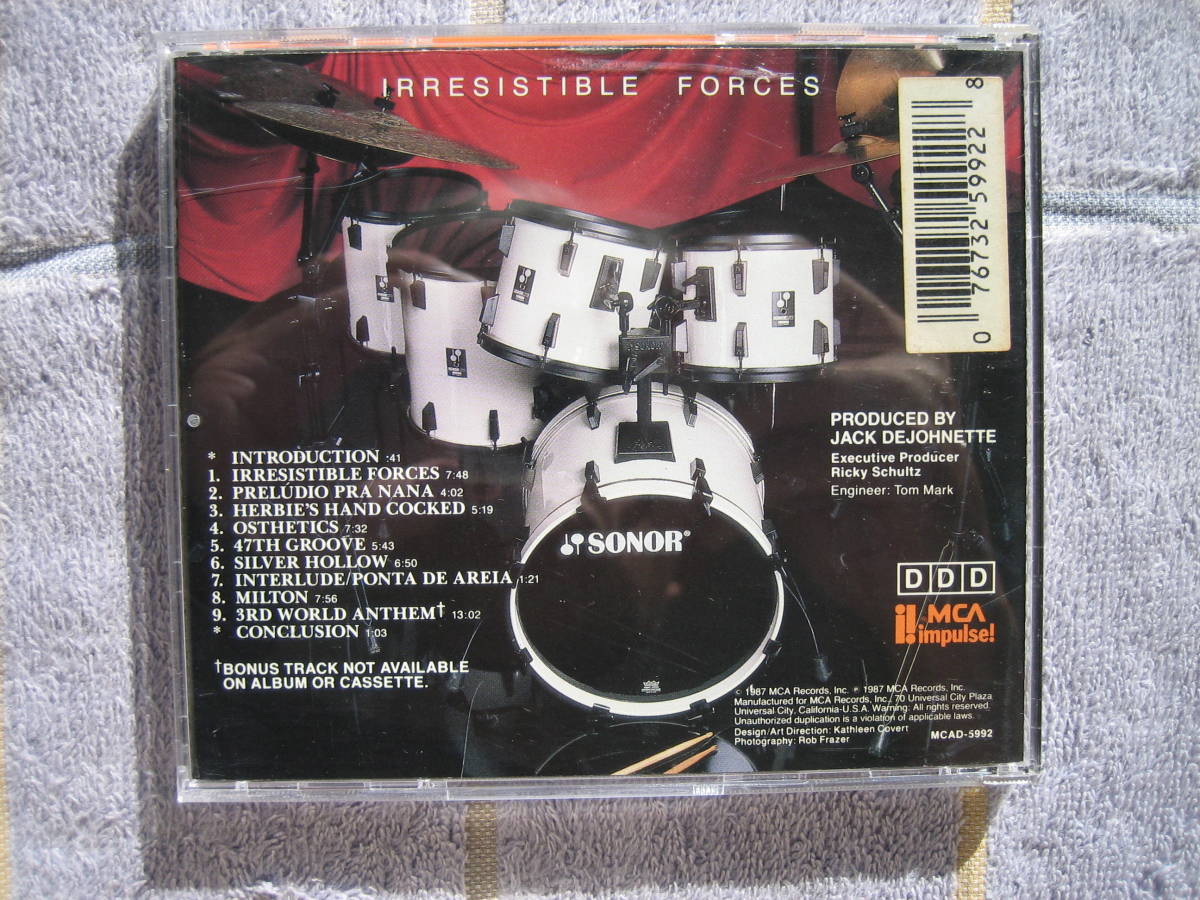 IRRESISTIBLE FORCES
0 76732 59922 8
SONOR
SONOR®
* INTRODUCTION :41
1. IRRESISTIBLE FORCES 7:48
2. PRELÚDIO PRA NANA 4:02
3. HERBIE'S HAND COCKED 5:19
4. OSTHETICS 7:32
5. 47TH GROOVE 5:43
6. SILVER HOLLOW 6:50
7. INTERLUDE/PONTA DE AREIA 1:21
8. MILTON 7:56
9. 3RD WORLD ANTHEM† 13:02
* CONCLUSION 1:03
†BONUS TRACK NOT AVAILABLE
ON ALBUM OR CASSETTE.
PRODUCED BY
JACK DEJOHNETTE
Executive Producer
Ricky Schultz
Engineer: Tom Mark
DDD
MCA
impulse!
© 1987 MCA Records, Inc. ℗ 1987 MCA Records, Inc.
Manufactured for MCA Records, Inc., 70 Universal City Plaza
Universal City, California-U.S.A. Warning: All rights reserved.
Unauthorized duplication is a violation of applicable laws.
Design/Art Direction: Kathleen Covert
Photography: Rob Frazer
MCAD-5992